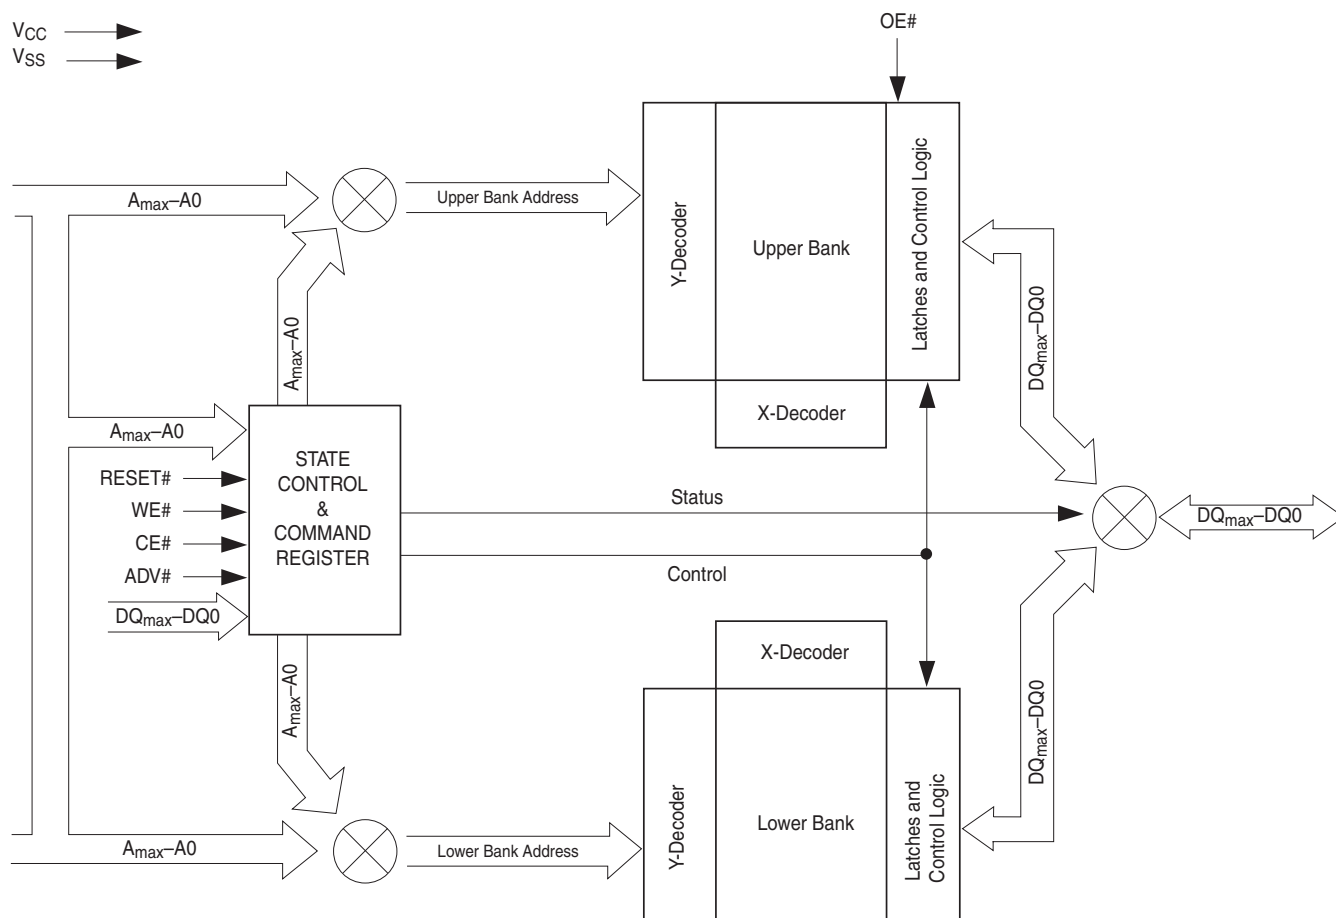 VCC
VSS
OE#
Amax–A0
Upper Bank Address
Y-Decoder
Upper Bank
Latches and Control Logic
X-Decoder
DQmax–DQ0
Amax–A0
Amax–A0
RESET#
WE#
CE#
ADV#
DQmax–DQ0
STATE
CONTROL
&
COMMAND
REGISTER
Status
Control
DQmax–DQ0
Amax–A0
X-Decoder
DQmax–DQ0
Amax–A0
Lower Bank Address
Y-Decoder
Lower Bank
Latches and
Control Logic